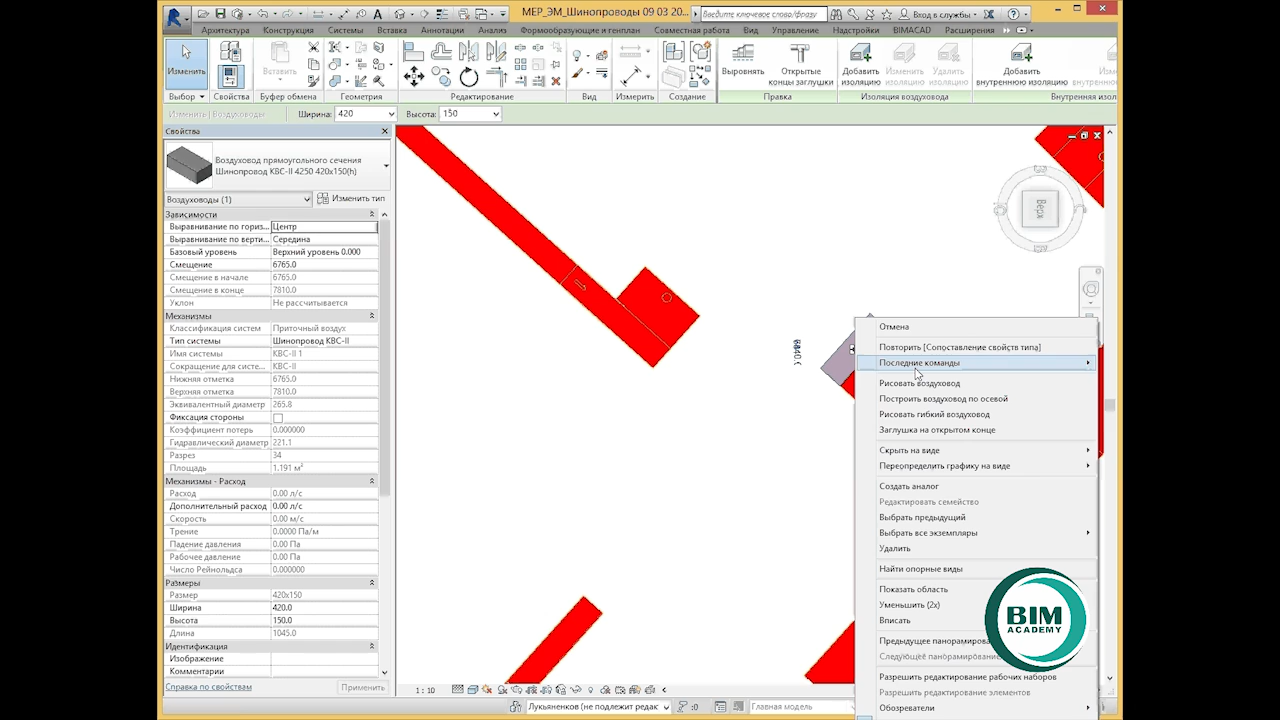 МЕР_ЭМ_Шинопроводы 09 03 20...
Введите ключевое слово/фразу
Вход в службы
Архитектура
Конструкция
Системы
Вставка
Аннотации
Анализ
Формообразующие и генплан
Совместная работа
Вид
Управление
Надстройки
BIMACAD
Расширения
Изменить
Вставить
Выровнять
Открытые концы заглушки
Добавить изоляцию
Изменить изоляцию
Удалить изоляцию
Добавить внутреннюю изоляцию
Выбор
Свойства
Буфер обмена
Геометрия
Редактирование
Вид
Измерить
Создание
Правка
Изоляция воздуховода
Внутренняя изол
Изменить | Воздуховоды
Ширина: 420
Высота: 150
Свойства
Воздуховод прямоугольного сечения
Шинопровод КВС-II 4250 420x150(h)
Воздуховоды (1)
Изменить тип
Зависимости
Выравнивание по гориз... Центр
Выравнивание по верти... Середина
Базовый уровень Верхний уровень 0.000
Смещение 6765.0
Смещение в начале 6765.0
Смещение в конце 7810.0
Уклон Не рассчитывается
Механизмы
Классификация систем Приточный воздух
Тип системы Шинопровод КВС-II
Имя системы КВС-II 1
Сокращение для систе... КВС-II
Нижняя отметка 6765.0
Верхняя отметка 7810.0
Эквивалентный диаметр 265.8
Фиксация стороны
Коэффициент потерь 0.000000
Гидравлический диаметр 221.1
Разрез 34
Площадь 1.191 м²
Механизмы - Расход
Расход 0.00 л/с
Дополнительный расход 0.00 л/с
Скорость 0.00 м/с
Трение 0.0000 Па/м
Падение давления 0.00 Па
Рабочее давление 0.00 Па
Число Рейнольдса 0.000000
Размеры
Размер 420x150
Ширина 420.0
Высота 150.0
Длина 1045.0
Идентификация
Изображение
Комментарии
Справка по свойствам
Применить
Верх
Отмена
Повторить [Сопоставление свойств типа]
Последние команды
Рисовать воздуховод
Построить воздуховод по осевой
Рисовать гибкий воздуховод
Заглушка на открытом конце
Скрыть на виде
Переопределить графику на виде
Создать аналог
Редактировать семейство
Выбрать предыдущий
Выбрать все экземпляры
Удалить
Найти опорные виды
Показать область
Уменьшить (2x)
Вписать
Предыдущее панорамирова
Следующее панорамирование
Разрешить редактирование рабочих наборов
Разрешить редактирование элементов
Обозреватели
BIM
ACADEMY
1 : 10
Лукьяненков (не подлежит редак
:0
Главная модель